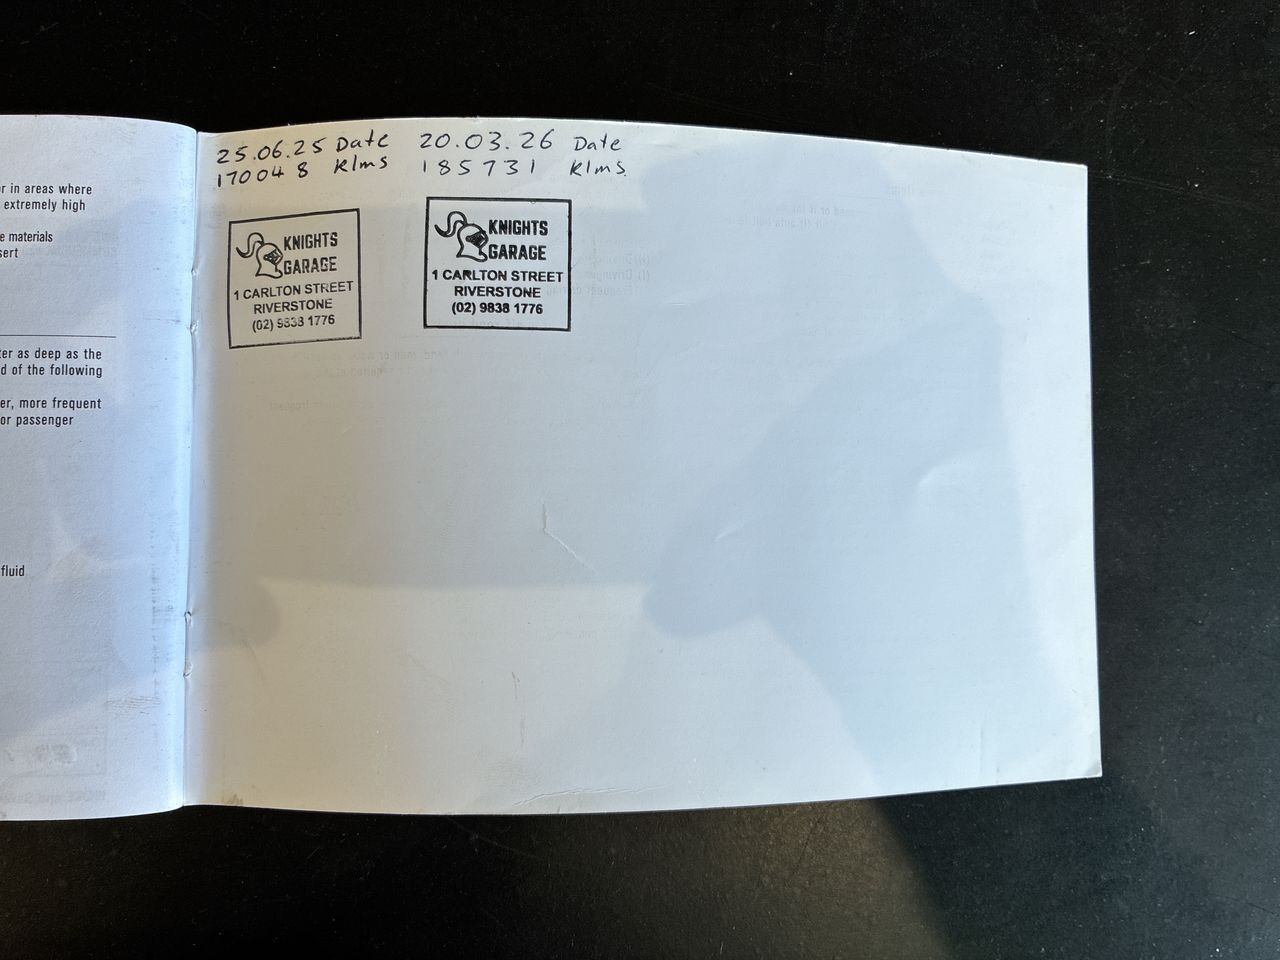 r in areas where
extremely high
e materials
sert
ter as deep as the
d of the following
er, more frequent
or passenger
fluid
25.06.25 Date
170048 Klms
20.03.26 Date
185731 Klms.
KNIGHTS
GARAGE
1 CARLTON STREET
RIVERSTONE
(02) 9838 1776
KNIGHTS
GARAGE
1 CARLTON STREET
RIVERSTONE
(02) 9838 1776